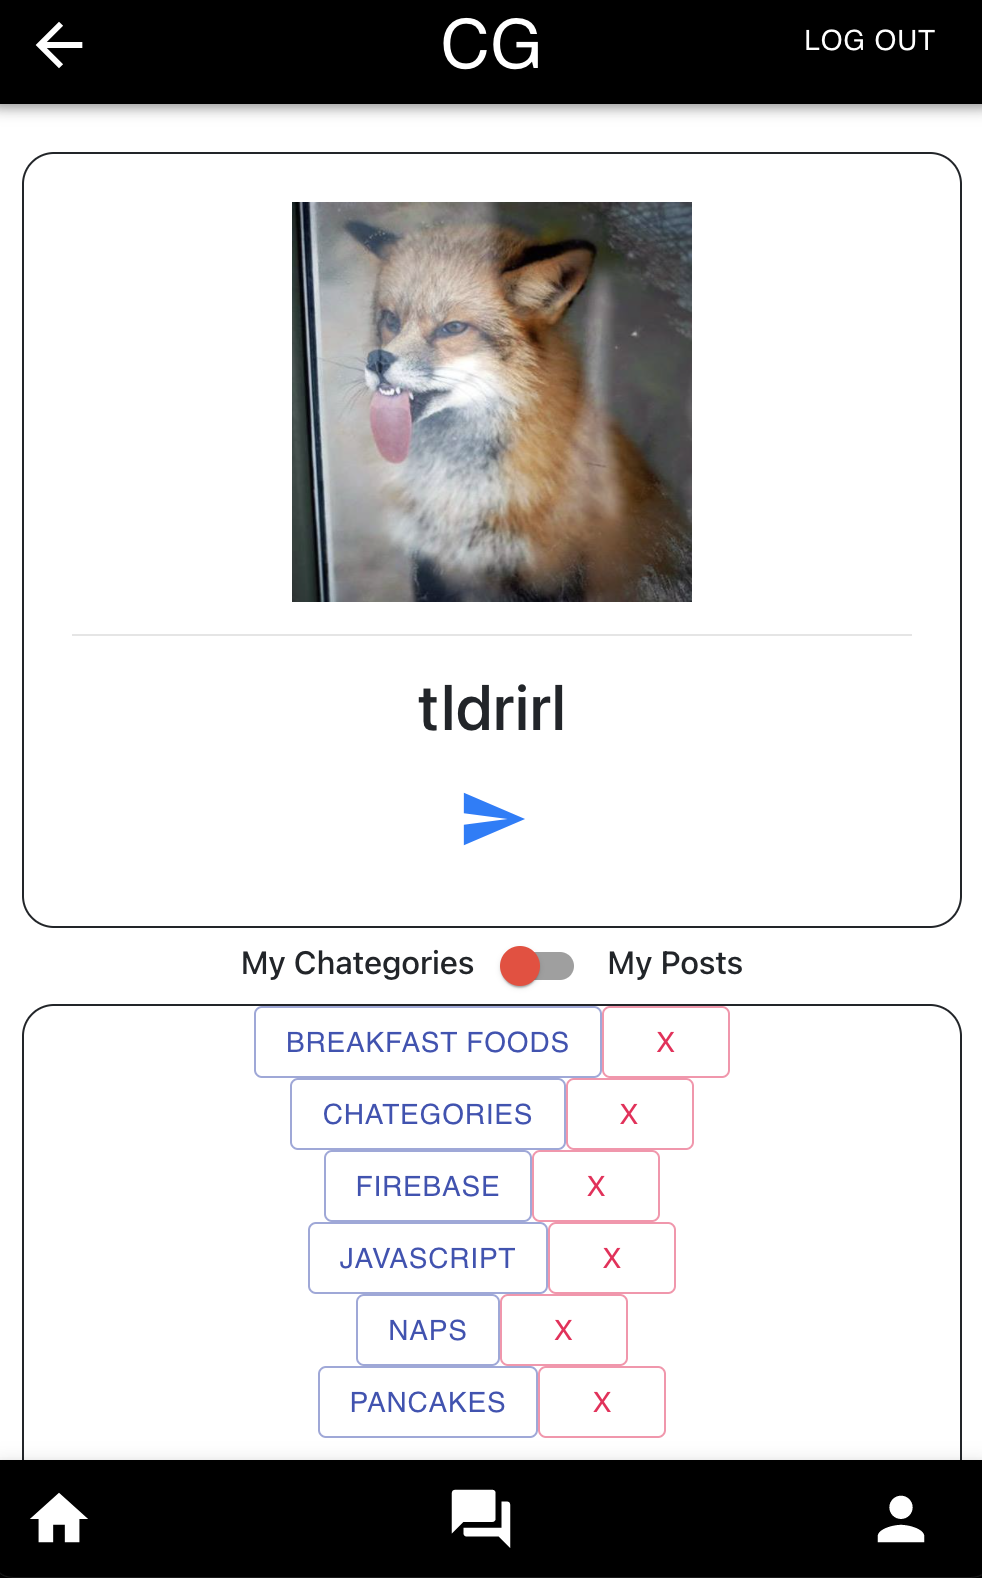 CG LOG OUT
tldrirl
My Chategories My Posts
BREAKFAST FOODS X
CHATEGORIES X
FIREBASE X
JAVASCRIPT X
NAPS X
PANCAKES X